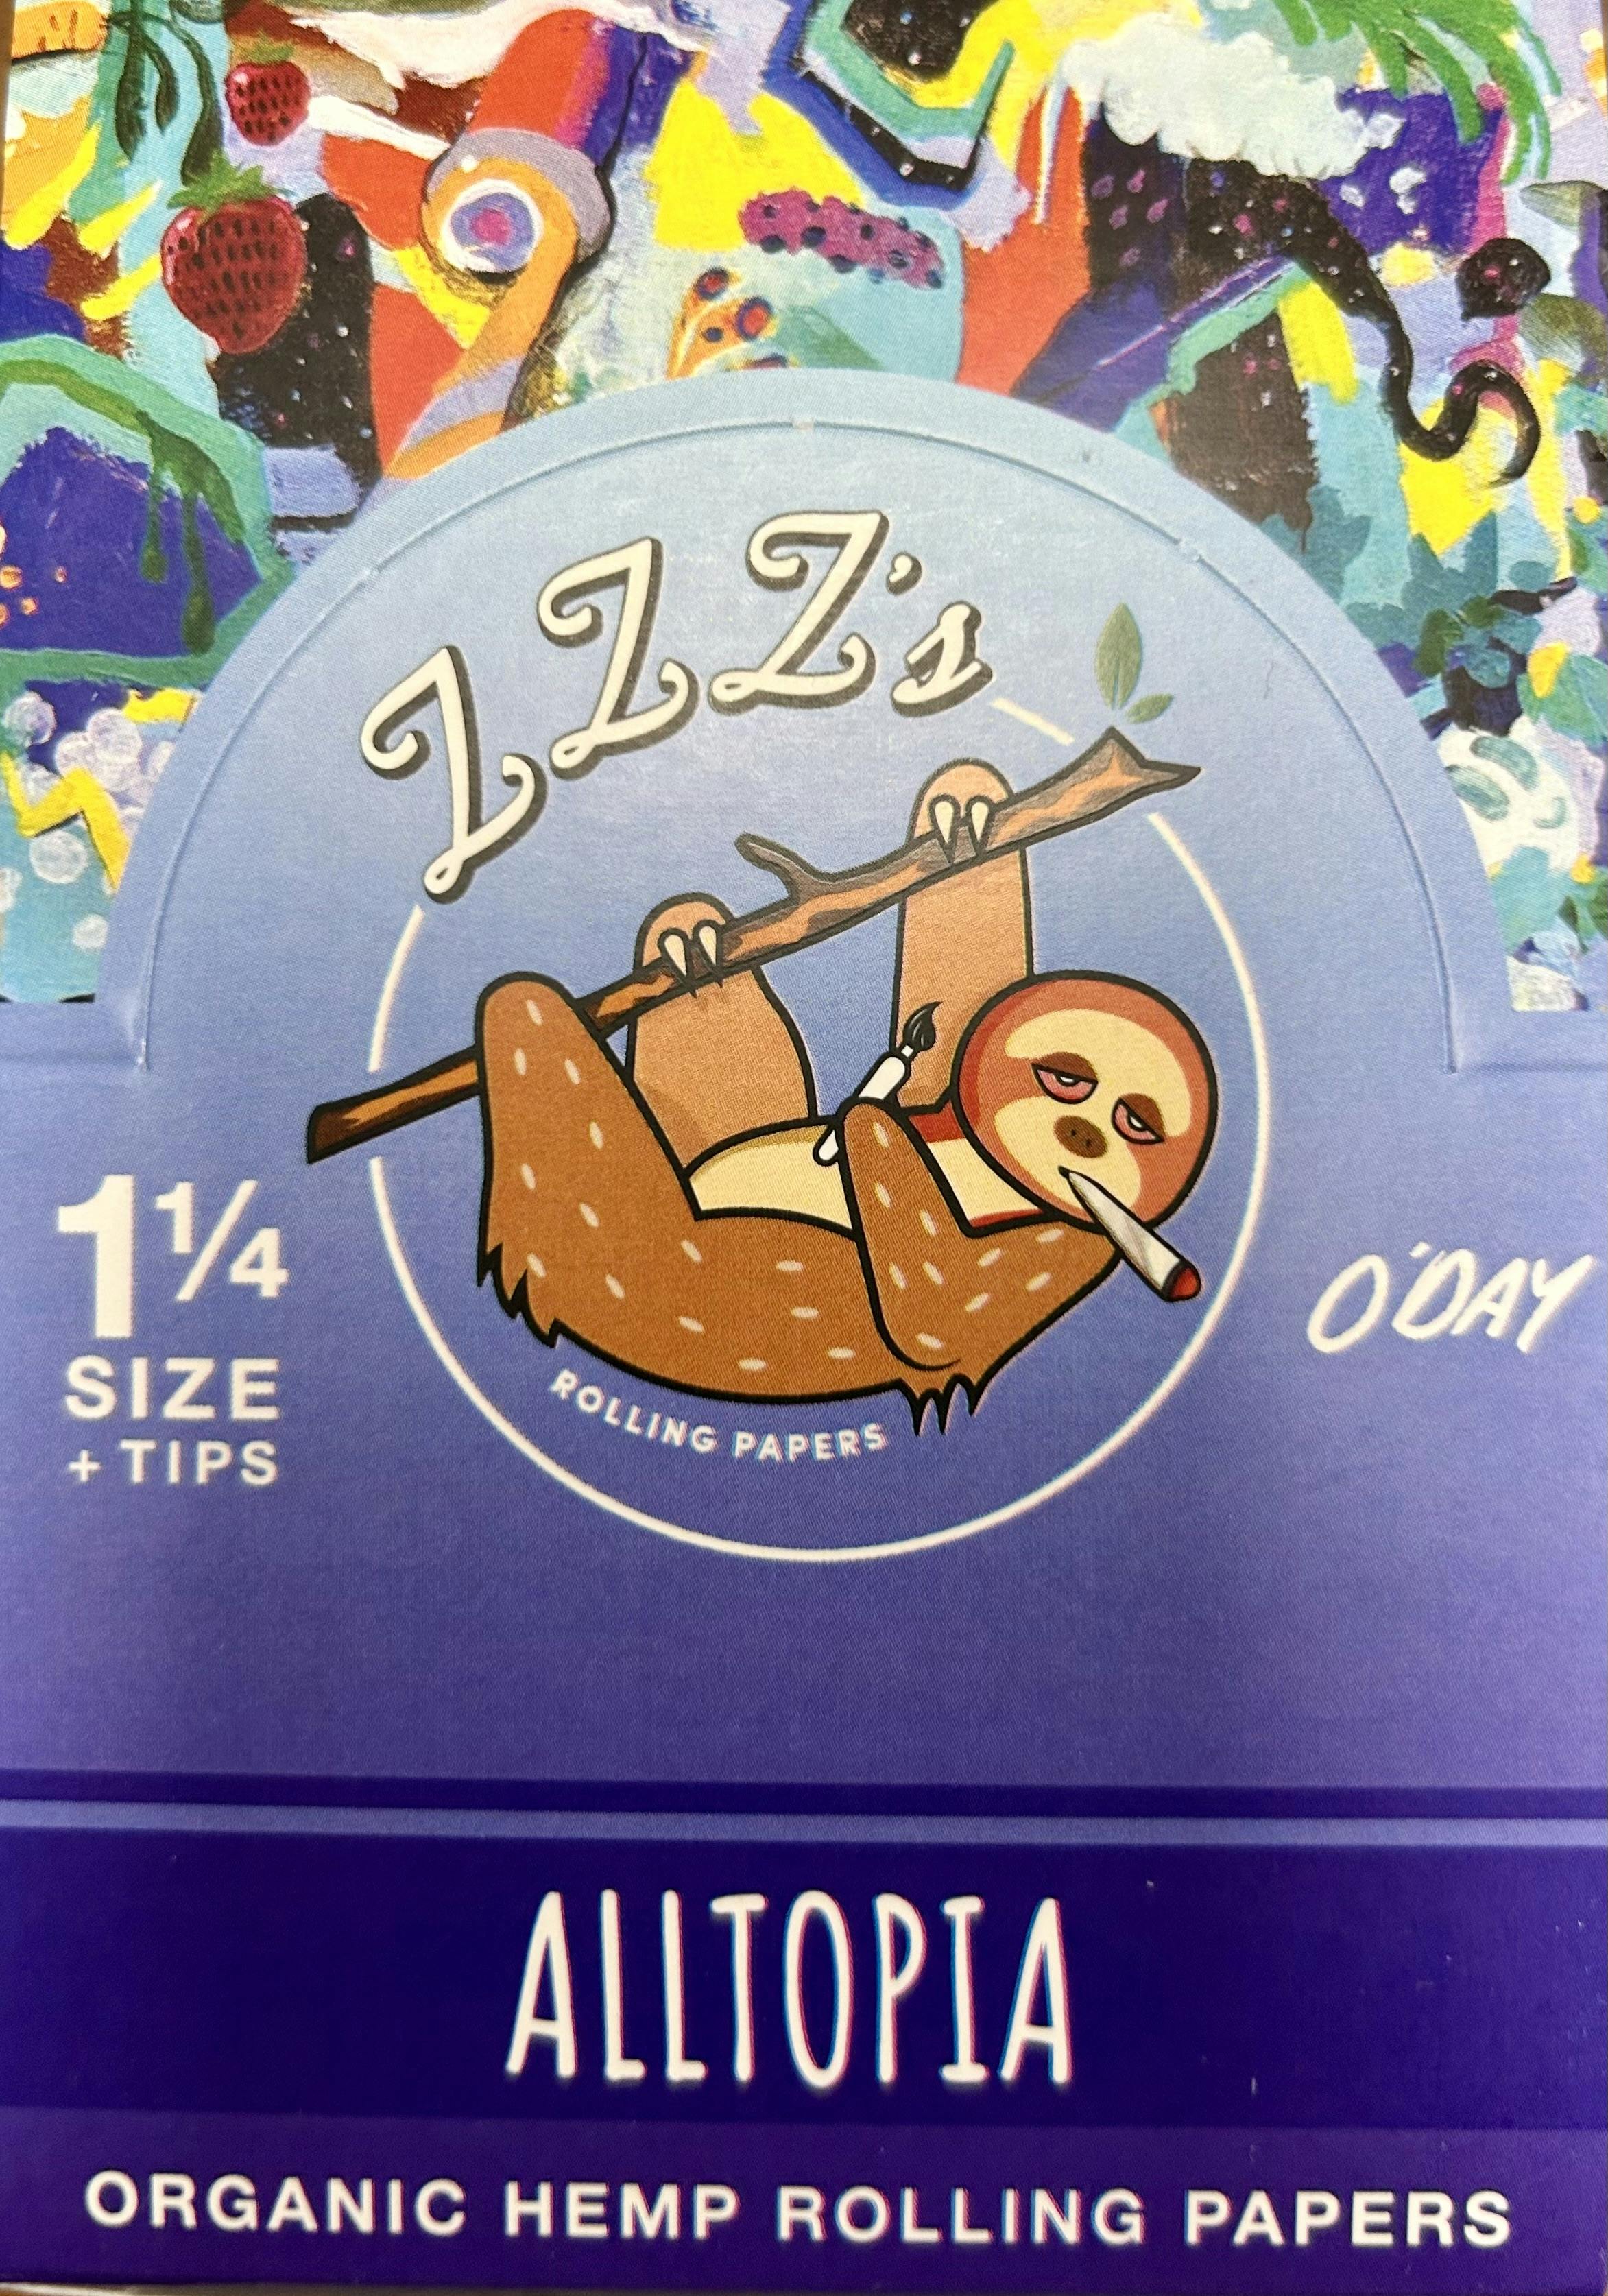 ZZZ's
1¼
SIZE
+ TIPS
O'DAY
ROLLING PAPERS
ALLTOPIA
ORGANIC HEMP ROLLING PAPERS